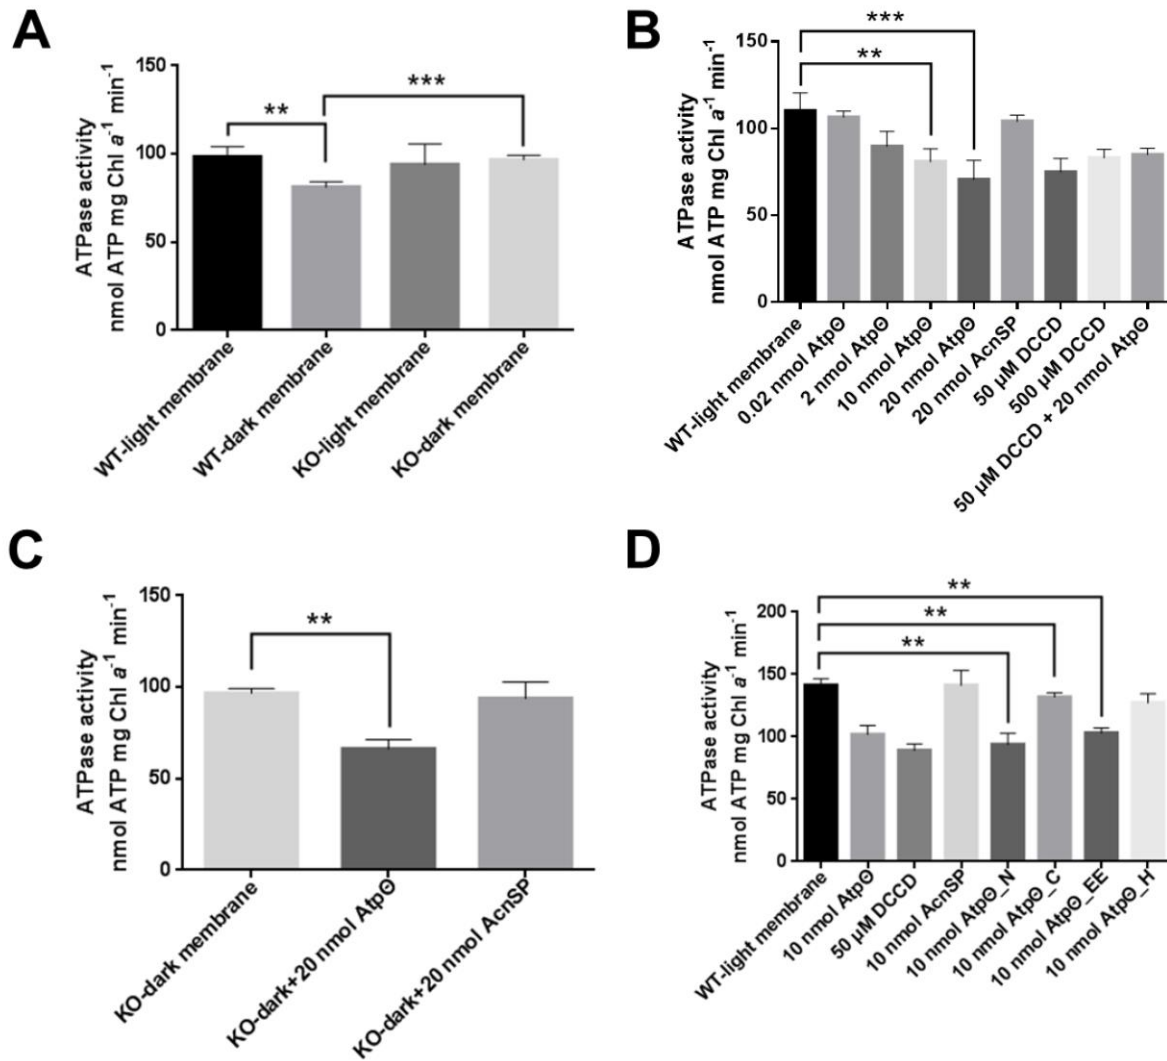 A
ATPase activity
nmol ATP mg Chl a⁻¹ min⁻¹
150
100
50
0
**
***
WT-light membrane
WT-dark membrane
KO-light membrane
KO-dark membrane
B
ATPase activity
nmol ATP mg Chl a⁻¹ min⁻¹
150
100
50
0
***
**
WT-light membrane
0.02 nmol AtpΘ
2 nmol AtpΘ
10 nmol AtpΘ
20 nmol AtpΘ
20 nmol AcnSP
50 µM DCCD
500 µM DCCD
50 µM DCCD + 20 nmol AtpΘ
C
ATPase activity
nmol ATP mg Chl a⁻¹ min⁻¹
150
100
50
0
**
KO-dark membrane
KO-dark+20 nmol AtpΘ
KO-dark+20 nmol AcnSP
D
ATPase activity
nmol ATP mg Chl a⁻¹ min⁻¹
200
150
100
50
0
**
**
**
WT-light membrane
10 nmol AtpΘ
50 µM DCCD
10 nmol AcnSP
10 nmol AtpΘ_N
10 nmol AtpΘ_C
10 nmol AtpΘ_EE
10 nmol AtpΘ_H